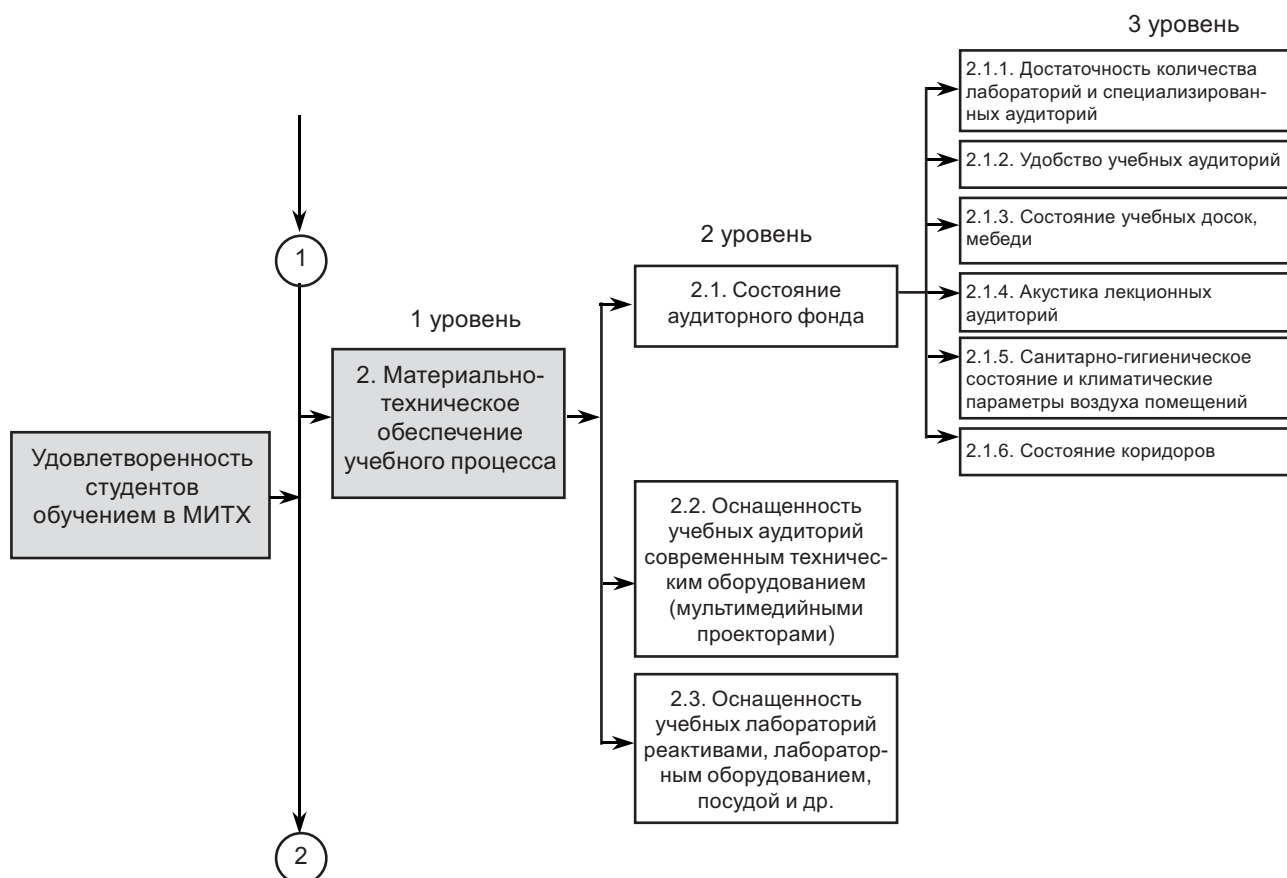 3 уровень
2.1.1. Достаточность количества
лабораторий и специализирован-
ных аудиторий
2.1.2. Удобство учебных аудиторий
2.1.3. Состояние учебных досок,
мебеди
2.1.4. Акустика лекционных
аудиторий
2.1.5. Санитарно-гигиеническое
состояние и климатические
параметры воздуха помещений
2.1.6. Состояние коридоров
2 уровень
2.1. Состояние
аудиторного фонда
2.2. Оснащенность
учебных аудиторий
современным техничес-
ким оборудованием
(мультимедийными
проекторами)
2.3. Оснащенность
учебных лабораторий
реактивами, лаборатор-
ным оборудованием,
посудой и др.
1 уровень
2. Материально-
техническое
обеспечение
учебного процесса
Удовлетворенность
студентов
обучением в МИТХ
1
2